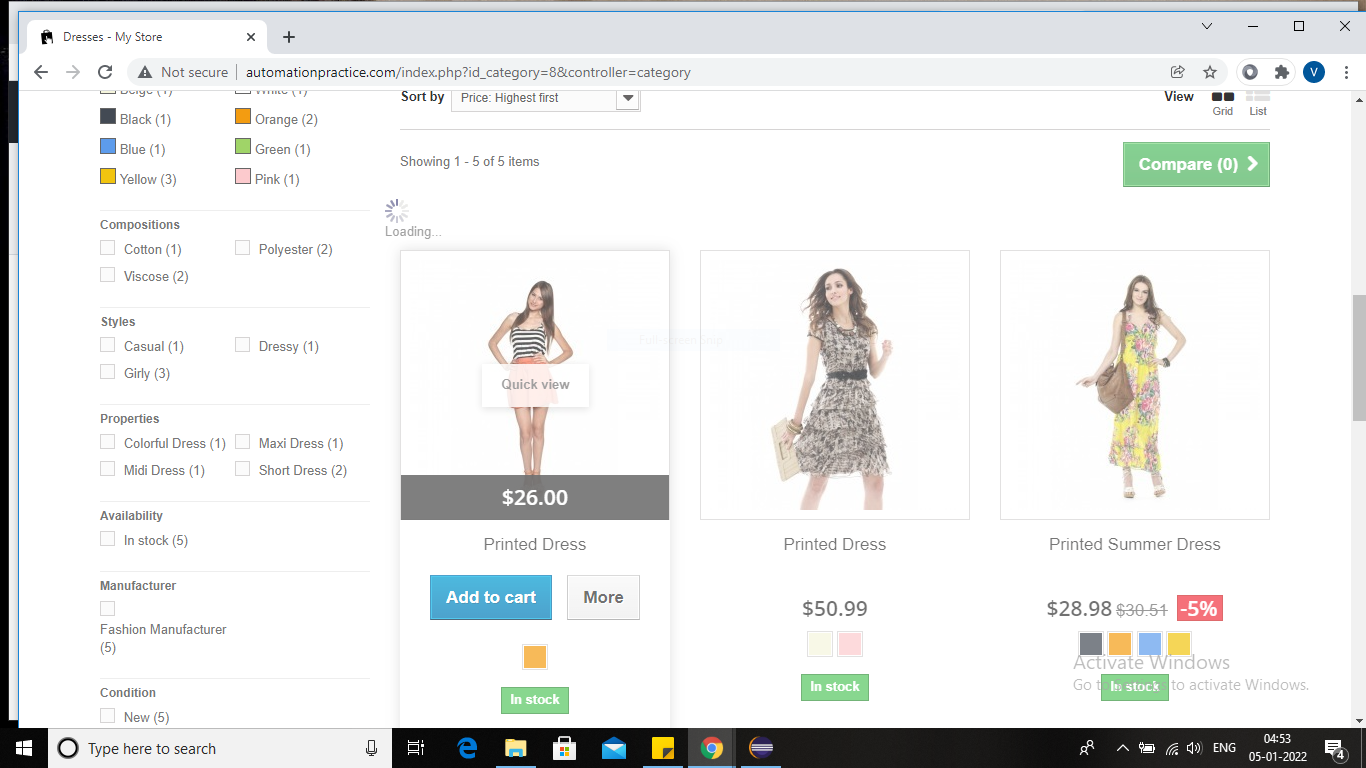 Dresses - My Store
Not secure
automationpractice.com/index.php?id_category=8&controller=category
V
Beige (1)
White (1)
Black (1)
Orange (2)
Blue (1)
Green (1)
Yellow (3)
Pink (1)
Compositions
Cotton (1)
Polyester (2)
Viscose (2)
Styles
Casual (1)
Dressy (1)
Girly (3)
Properties
Colorful Dress (1)
Maxi Dress (1)
Midi Dress (1)
Short Dress (2)
Availability
In stock (5)
Manufacturer
Fashion Manufacturer
(5)
Condition
New (5)
Sort by
Price: Highest first
View
Grid
List
Showing 1 - 5 of 5 items
Compare (0)
Loading...
Full-screen Snip
Quick view
$26.00
Printed Dress
Add to cart
More
In stock
Printed Dress
$50.99
In stock
Printed Summer Dress
$28.98 $30.51 -5%
In stock
Activate Windows
Go to settings to activate Windows.
Type here to search
ENG
04:53
05-01-2022
4